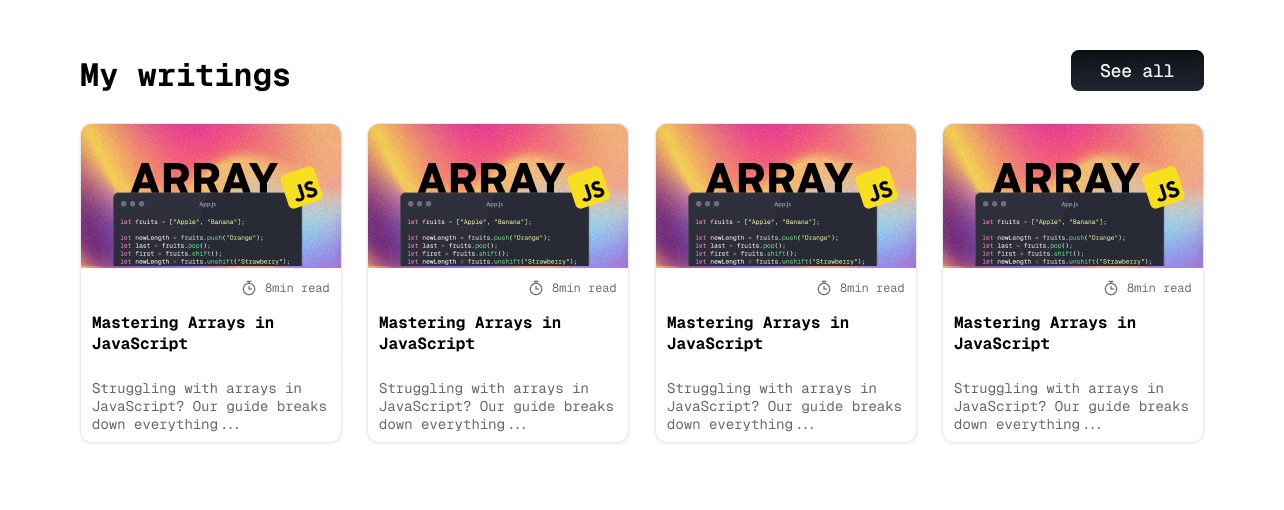 My writings
See all
ARRAY
JS
App.js
let fruits = ["Apple", "Banana"];
let newLength = fruits.push("Orange");
let last = fruits.pop();
let first = fruits.shift();
let newLength = fruits.unshift("Strawberry");
8min read
Mastering Arrays in
JavaScript
Struggling with arrays in
JavaScript? Our guide breaks
down everything...
ARRAY
JS
App.js
let fruits = ["Apple", "Banana"];
let newLength = fruits.push("Orange");
let last = fruits.pop();
let first = fruits.shift();
let newLength = fruits.unshift("Strawberry");
8min read
Mastering Arrays in
JavaScript
Struggling with arrays in
JavaScript? Our guide breaks
down everything...
ARRAY
JS
App.js
let fruits = ["Apple", "Banana"];
let newLength = fruits.push("Orange");
let last = fruits.pop();
let first = fruits.shift();
let newLength = fruits.unshift("Strawberry");
8min read
Mastering Arrays in
JavaScript
Struggling with arrays in
JavaScript? Our guide breaks
down everything...
ARRAY
JS
App.js
let fruits = ["Apple", "Banana"];
let newLength = fruits.push("Orange");
let last = fruits.pop();
let first = fruits.shift();
let newLength = fruits.unshift("Strawberry");
8min read
Mastering Arrays in
JavaScript
Struggling with arrays in
JavaScript? Our guide breaks
down everything...